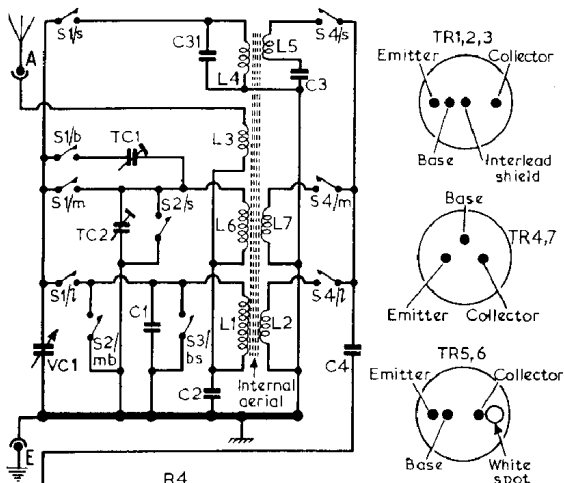 S1/s
C31
L4
L5
S4/s
C3
A
L3
S1/b
TC1
S1/m
TC2
S2/s
L6
L7
S4/m
S1/l
S2/
mb
C1
S3/
bs
L1
L2
S4/l
VC1
C2
Internal
aerial
C4
E
R4
TR1,2,3
Emitter
Collector
Base
Interlead
shield
Base
TR4,7
Emitter
Collector
TR5,6
Emitter
Collector
Base
White
spot